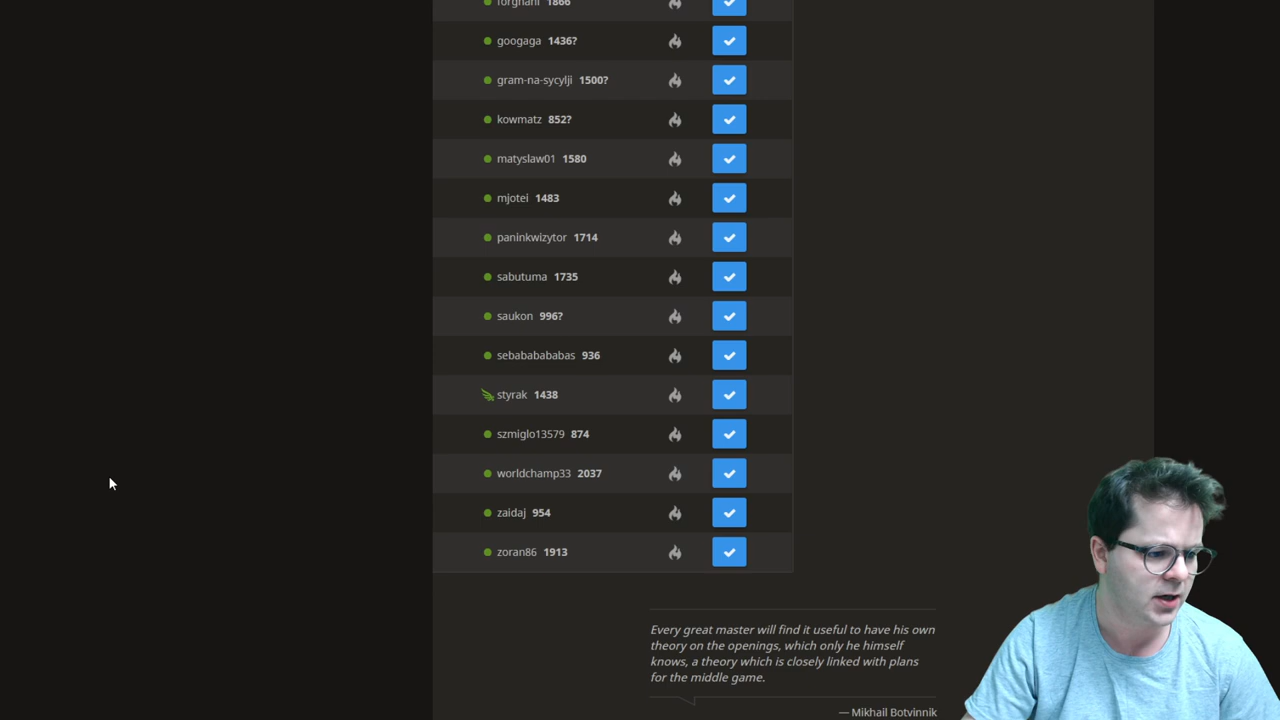 forghani 1866
googaga 1436?
gram-na-sycylji 1500?
kowmatz 852?
matyslaw01 1580
mjotei 1483
paninkwizytor 1714
sabutuma 1735
saukon 996?
sebabababababas 936
styrak 1438
szmiglo13579 874
worldchamp33 2037
zaidaj 954
zoran86 1913
Every great master will find it useful to have his own
theory on the openings, which only he himself
knows, a theory which is closely linked with plans
for the middle game.
— Mikhail Botvinnik